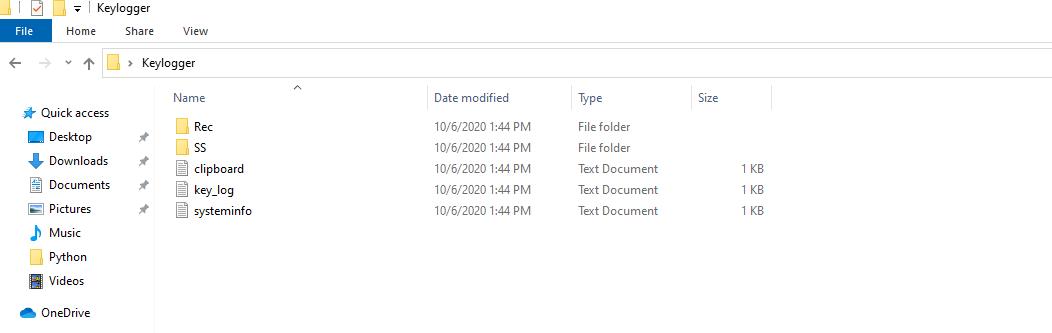 Keylogger
File Home Share View
Keylogger
Name Date modified Type Size
Quick access
Desktop
Downloads
Documents
Pictures
Music
Python
Videos
OneDrive
Rec 10/6/2020 1:44 PM File folder
SS 10/6/2020 1:44 PM File folder
clipboard 10/6/2020 1:44 PM Text Document 1 KB
key_log 10/6/2020 1:44 PM Text Document 1 KB
systeminfo 10/6/2020 1:44 PM Text Document 1 KB